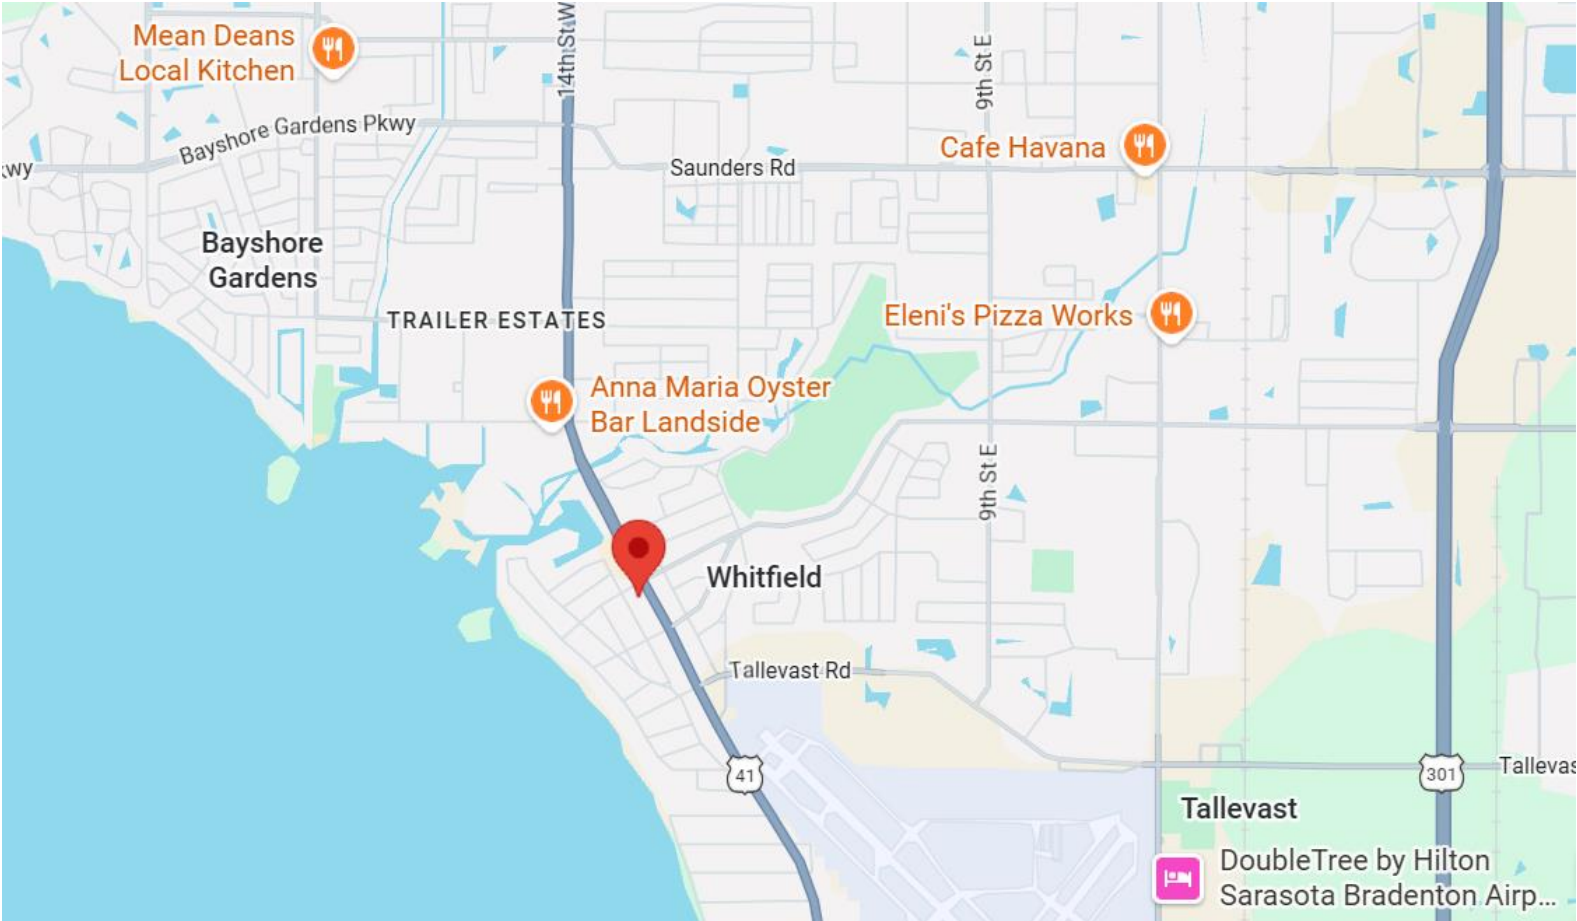 Mean Deans
Local Kitchen
14th St W
9th St E
Bayshore Gardens Pkwy
Cafe Havana
kwy
Saunders Rd
Bayshore
Gardens
TRAILER ESTATES
Eleni's Pizza Works
Anna Maria Oyster
Bar Landside
9th St E
Whitfield
Tallevast Rd
41
301
Tallevas
Tallevast
DoubleTree by Hilton
Sarasota Bradenton Airp...